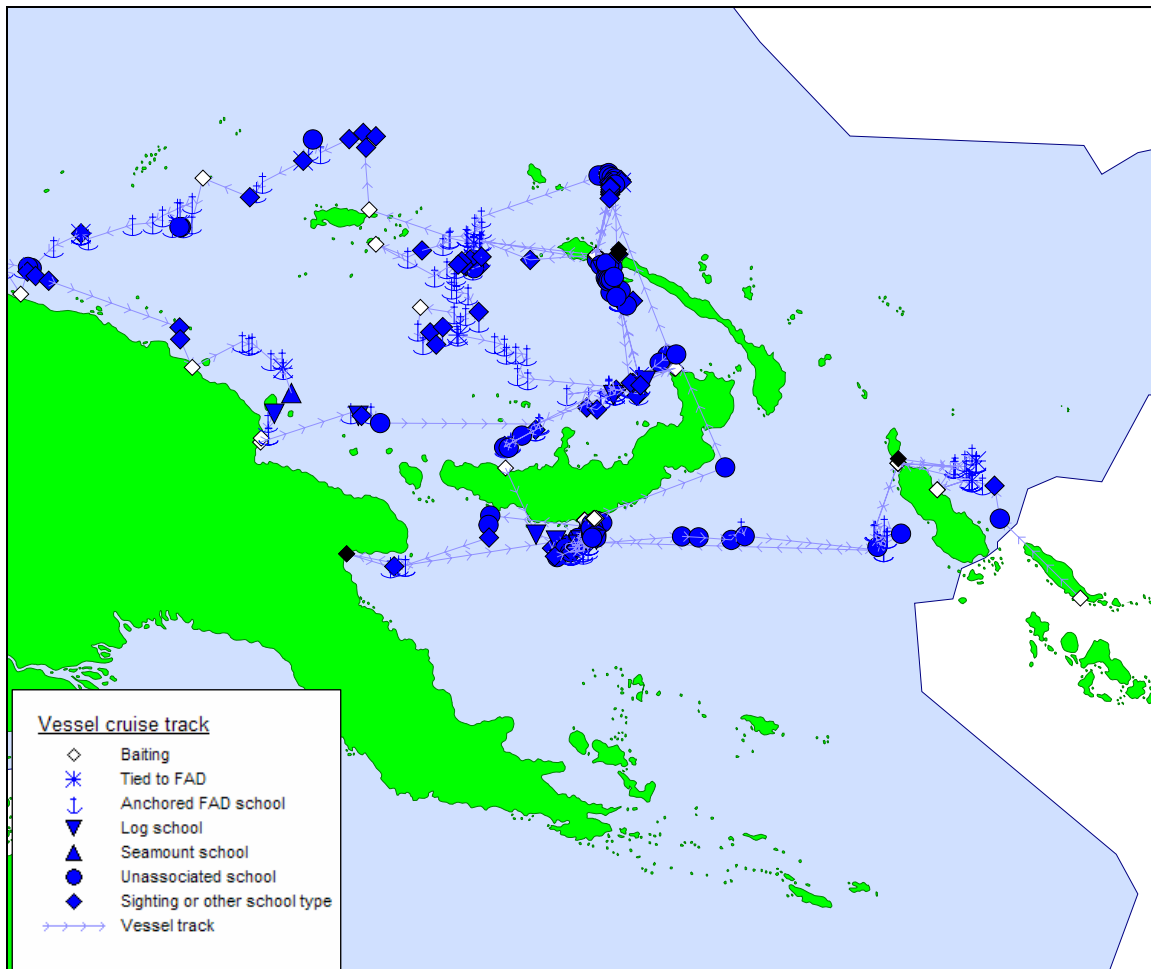 Vessel cruise track
Baiting
Tied to FAD
Anchored FAD school
Log school
Seamount school
Unassociated school
Sighting or other school type
Vessel track